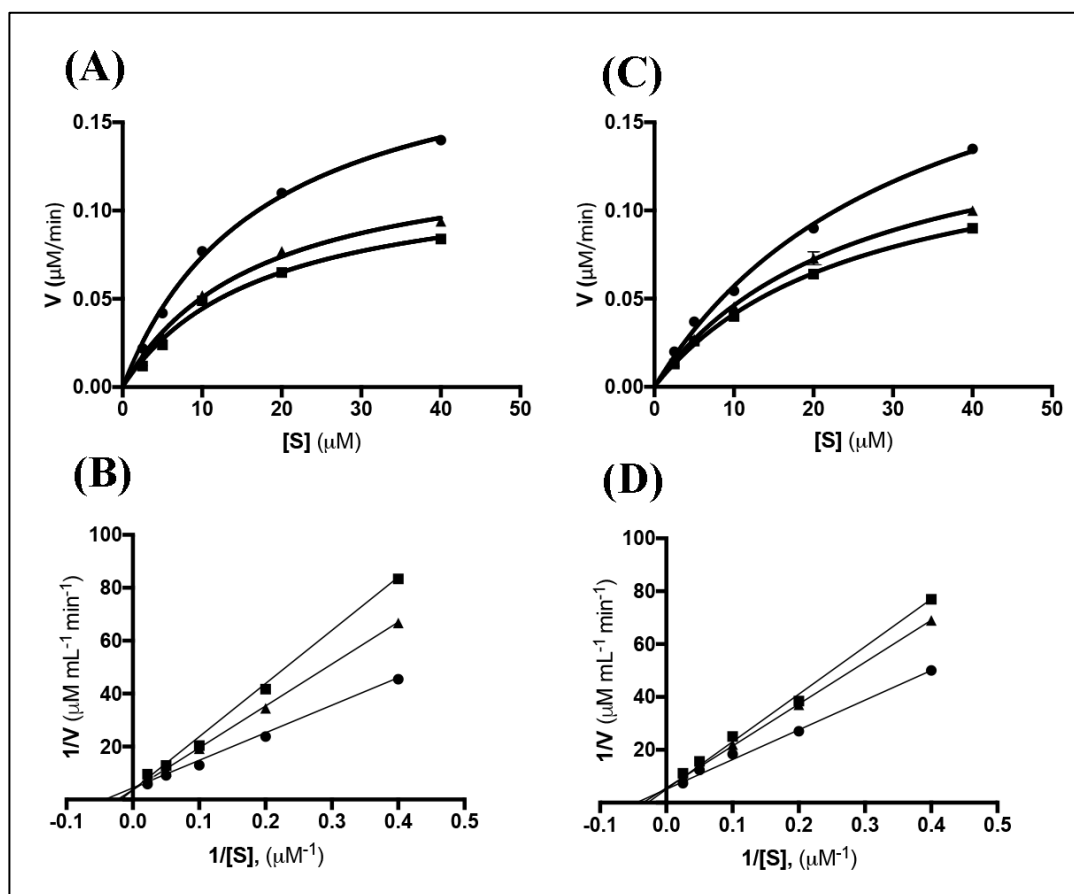 (A)
V (μM/min)
0.15
0.10
0.05
0.00
0 10 20 30 40 50
[S] (μM)
(C)
V (μM/min)
0.15
0.10
0.05
0.00
0 10 20 30 40 50
[S] (μM)
(B)
1/V (μM mL⁻¹ min⁻¹)
100
80
60
40
20
-0.1 0.0 0.1 0.2 0.3 0.4 0.5
1/[S], (μM⁻¹)
(D)
1/V (μM mL⁻¹ min⁻¹)
100
80
60
40
20
-0.1 0.0 0.1 0.2 0.3 0.4 0.5
1/[S], (μM⁻¹)